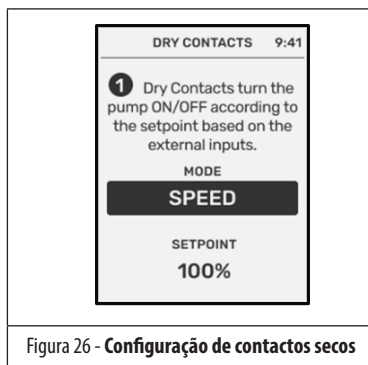 DRY CONTACTS 9:41
1 Dry Contacts turn the
pump ON/OFF according to
the setpoint based on the
external inputs.
MODE
SPEED
SETPOINT
100%
Figura 26 - Configuração de contactos secos